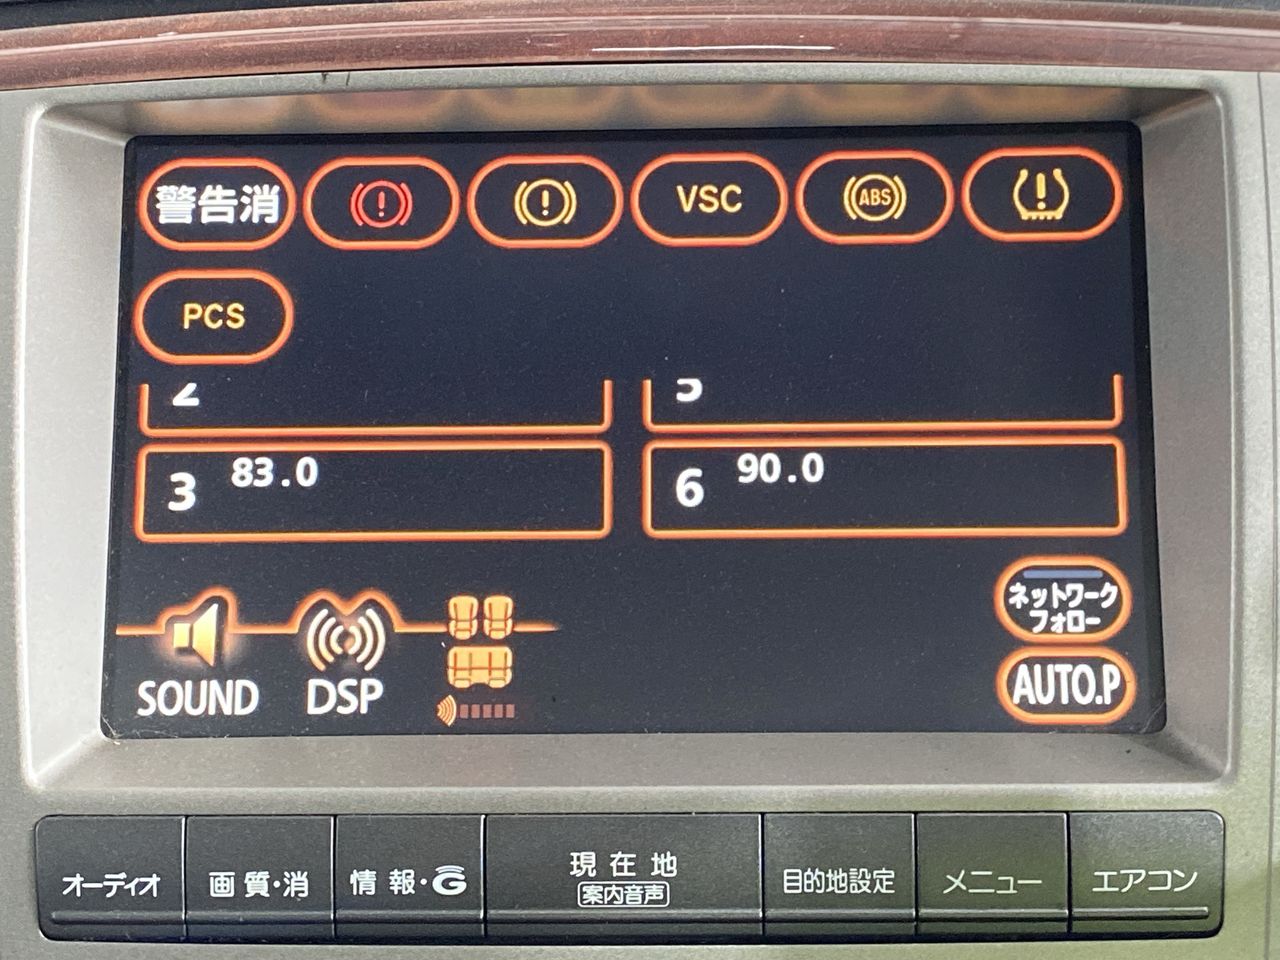 警告消
VSC
ABS
PCS
2
5
3 83.0
6 90.0
SOUND
DSP
ネットワーク
フォロー
AUTO.P
オーディオ
画質・消
情報・G
現在地
案内音声
目的地設定
メニュー
エアコン